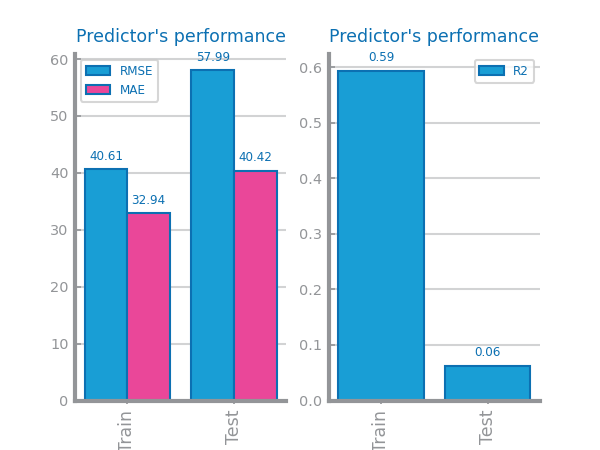 Predictor's performance
RMSE
MAE
60
50
40
30
20
10
0
40.61
32.94
57.99
40.42
Train
Test
Predictor's performance
R2
0.6
0.5
0.4
0.3
0.2
0.1
0.0
0.59
0.06
Train
Test